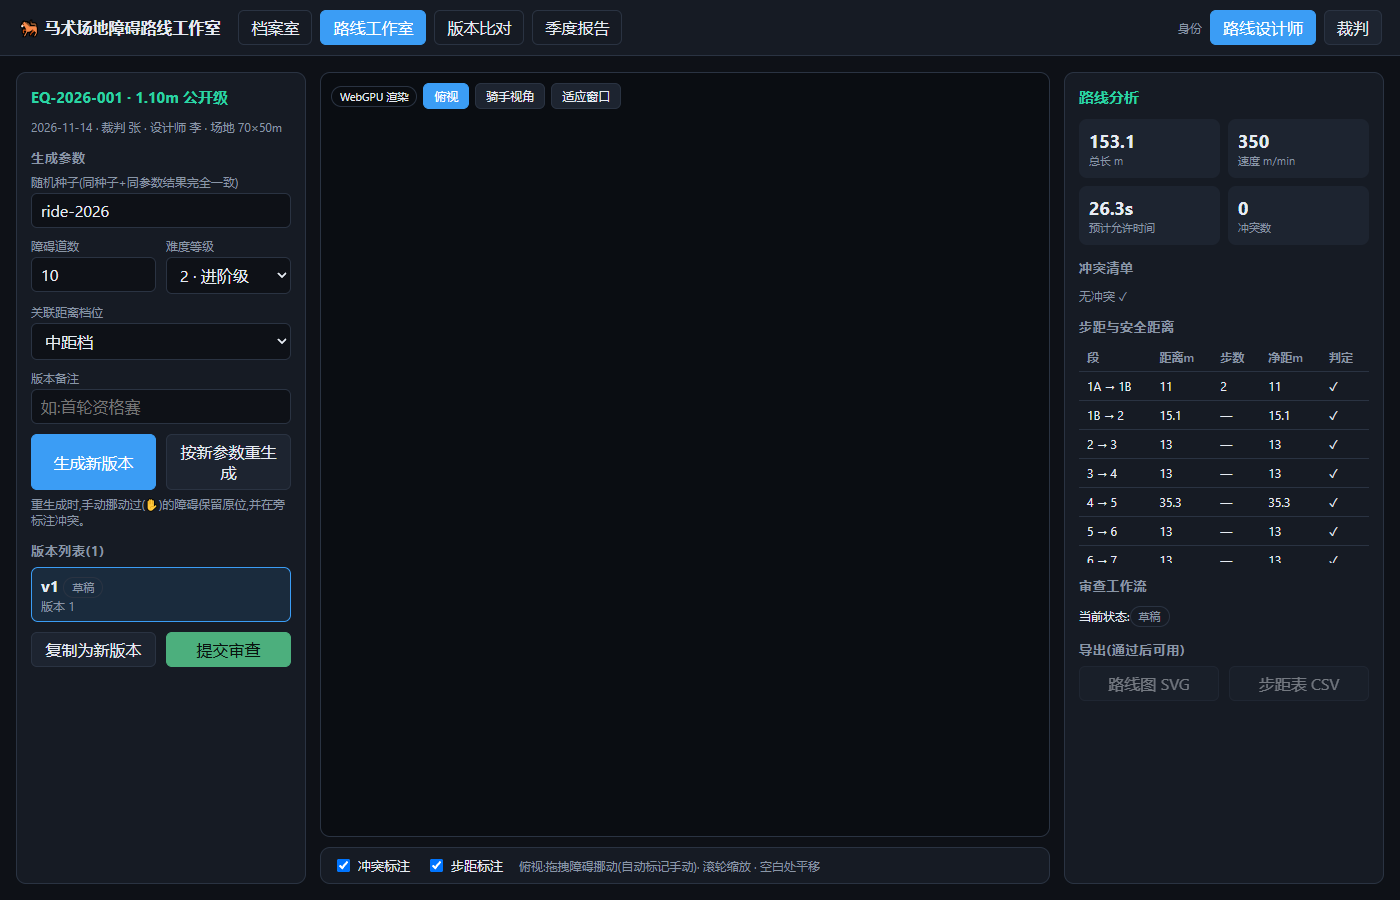 🐎 马术场地障碍路线工作室
档案室
路线工作室
版本比对
季度报告
身份
路线设计师
裁判
EQ-2026-001 · 1.10m 公开级
2026-11-14 · 裁判 张 · 设计师 李 · 场地 70×50m
生成参数
随机种子(同种子+同参数结果完全一致)
ride-2026
障碍道数
难度等级
10
2 · 进阶级
关联距离档位
中距档
版本备注
如:首轮资格赛
生成新版本
按新参数重生
成
重生成时,手动挪动过(✋)的障碍保留原位,并在旁
标注冲突。
版本列表(1)
v1 草稿
版本 1
复制为新版本
提交审查
WebGPU 渲染
俯视
骑手视角
适应窗口
冲突标注
步距标注
俯视:拖拽障碍挪动(自动标记手动)· 滚轮缩放 · 空白处平移
路线分析
153.1
总长 m
350
速度 m/min
26.3s
预计允许时间
0
冲突数
冲突清单
无冲突 ✓
步距与安全距离
段 距离m 步数 净距m 判定
1A → 1B 11 2 11 ✓
1B → 2 15.1 — 15.1 ✓
2 → 3 13 — 13 ✓
3 → 4 13 — 13 ✓
4 → 5 35.3 — 35.3 ✓
5 → 6 13 — 13 ✓
6 → 7 13 — 13 ✓
审查工作流
当前状态: 草稿
导出(通过后可用)
路线图 SVG
步距表 CSV